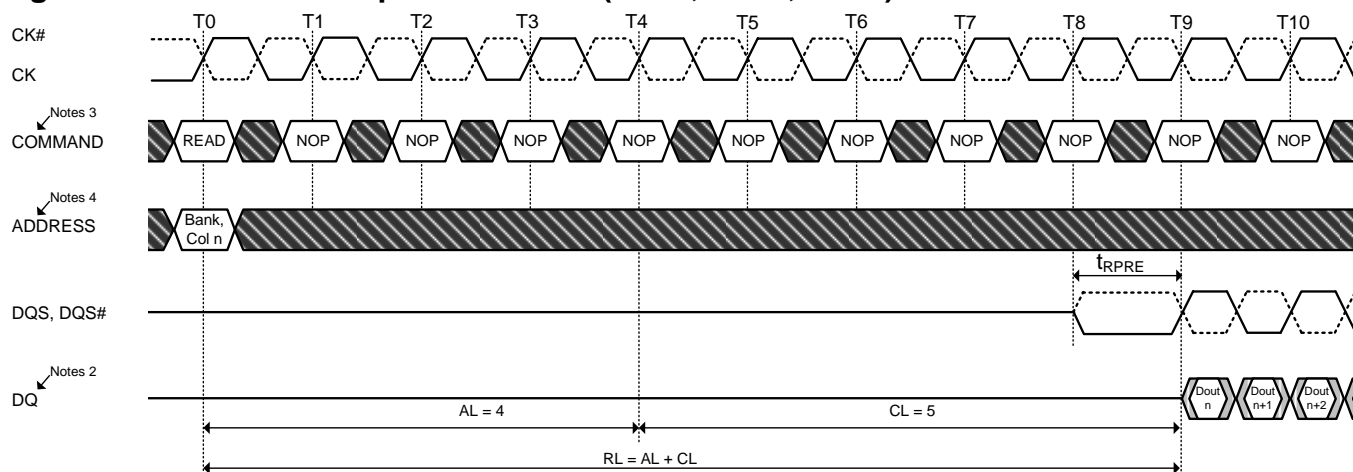 T0 T1 T2 T3 T4 T5 T6 T7 T8 T9 T10
CK#
CK
Notes 3
COMMAND
READ NOP NOP NOP NOP NOP NOP NOP NOP NOP NOP
Notes 4
ADDRESS
Bank,
Col n
tRPRE
DQS, DQS#
Notes 2
DQ
Dout
n
Dout
n+1
Dout
n+2
AL = 4
CL = 5
RL = AL + CL